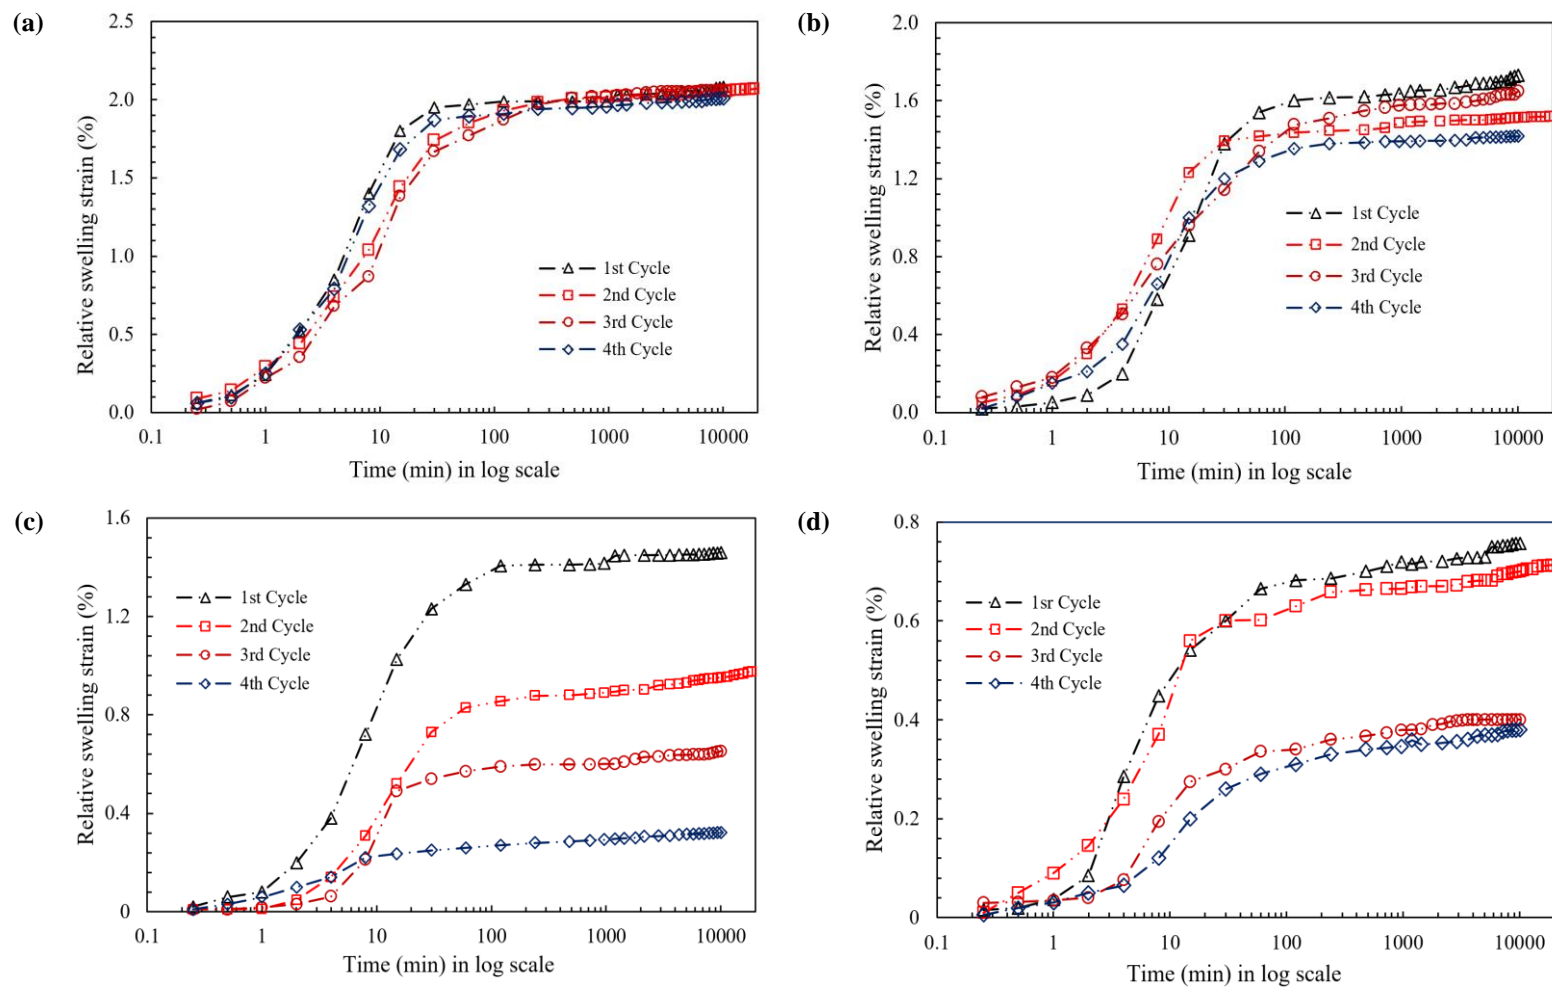 (a)
2.5
2.0
1.5
1.0
0.5
0.0
Relative swelling strain (%)
0.1 1 10 100 1000 10000
Time (min) in log scale
1st Cycle
2nd Cycle
3rd Cycle
4th Cycle
(b)
2.0
1.6
1.2
0.8
0.4
0.0
Relative swelling strain (%)
0.1 1 10 100 1000 10000
Time (min) in log scale
1st Cycle
2nd Cycle
3rd Cycle
4th Cycle
(c)
1.6
1.2
0.8
0.4
0
Relative swelling strain (%)
0.1 1 10 100 1000 10000
Time (min) in log scale
1st Cycle
2nd Cycle
3rd Cycle
4th Cycle
(d)
0.8
0.6
0.4
0.2
0
Relative swelling strain (%)
0.1 1 10 100 1000 10000
Time (min) in log scale
1sr Cycle
2nd Cycle
3rd Cycle
4th Cycle